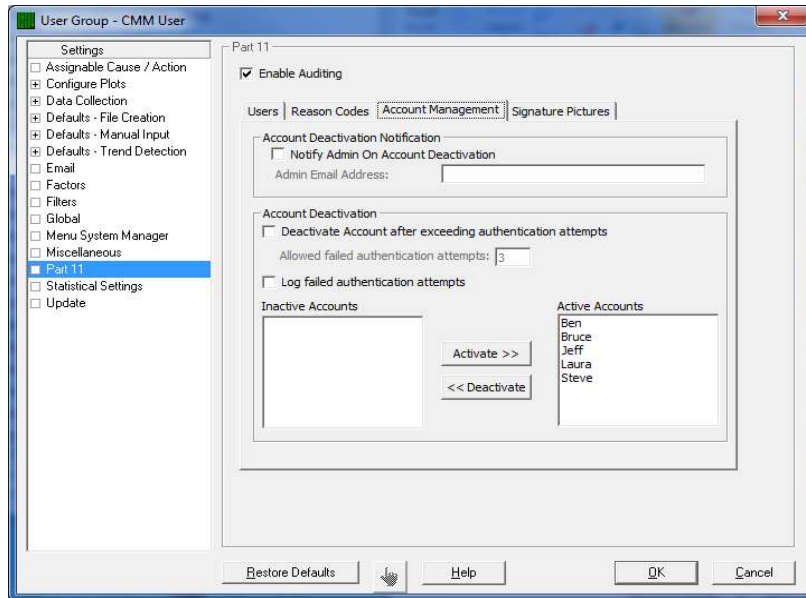 User Group - CMM User
Settings
Assignable Cause / Action
Configure Plots
Data Collection
Defaults - File Creation
Defaults - Manual Input
Defaults - Trend Detection
Email
Factors
Filters
Global
Menu System Manager
Miscellaneous
Part 11
Statistical Settings
Update
Part 11
Enable Auditing
Users
Reason Codes
Account Management
Signature Pictures
Account Deactivation Notification
Notify Admin On Account Deactivation
Admin Email Address:
Account Deactivation
Deactivate Account after exceeding authentication attempts
Allowed failed authentication attempts: 3
Log failed authentication attempts
Inactive Accounts
Activate >>
<< Deactivate
Active Accounts
Ben
Bruce
Jeff
Laura
Steve
Restore Defaults
Help
OK
Cancel